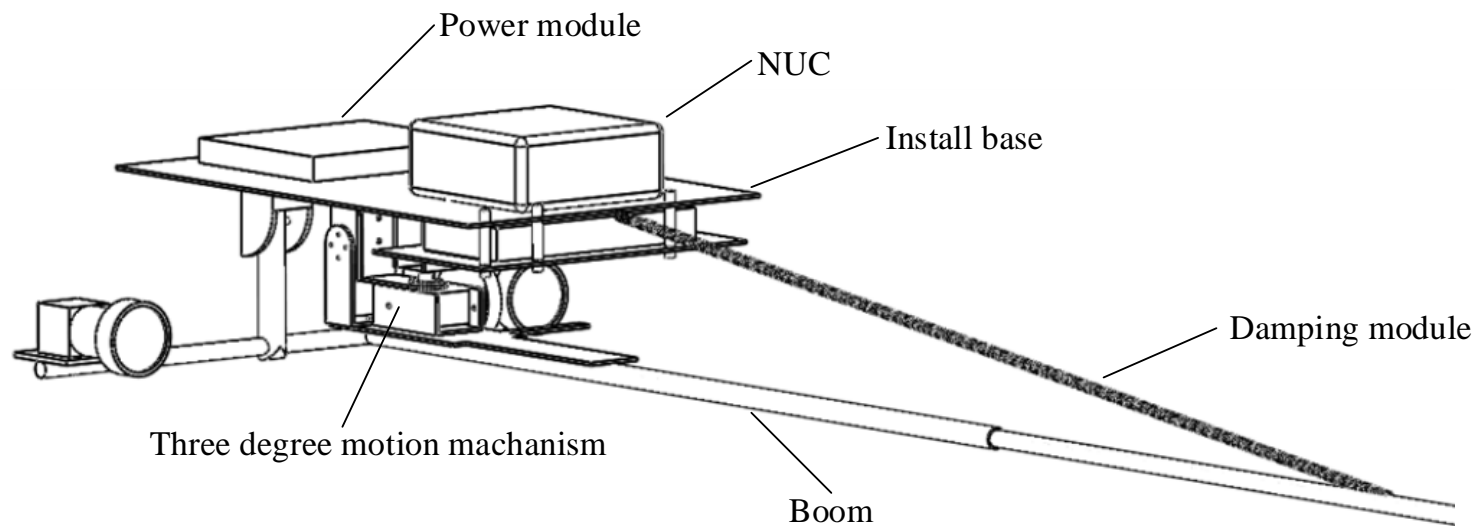 Power module
NUC
Install base
Damping module
Three degree motion machanism
Boom